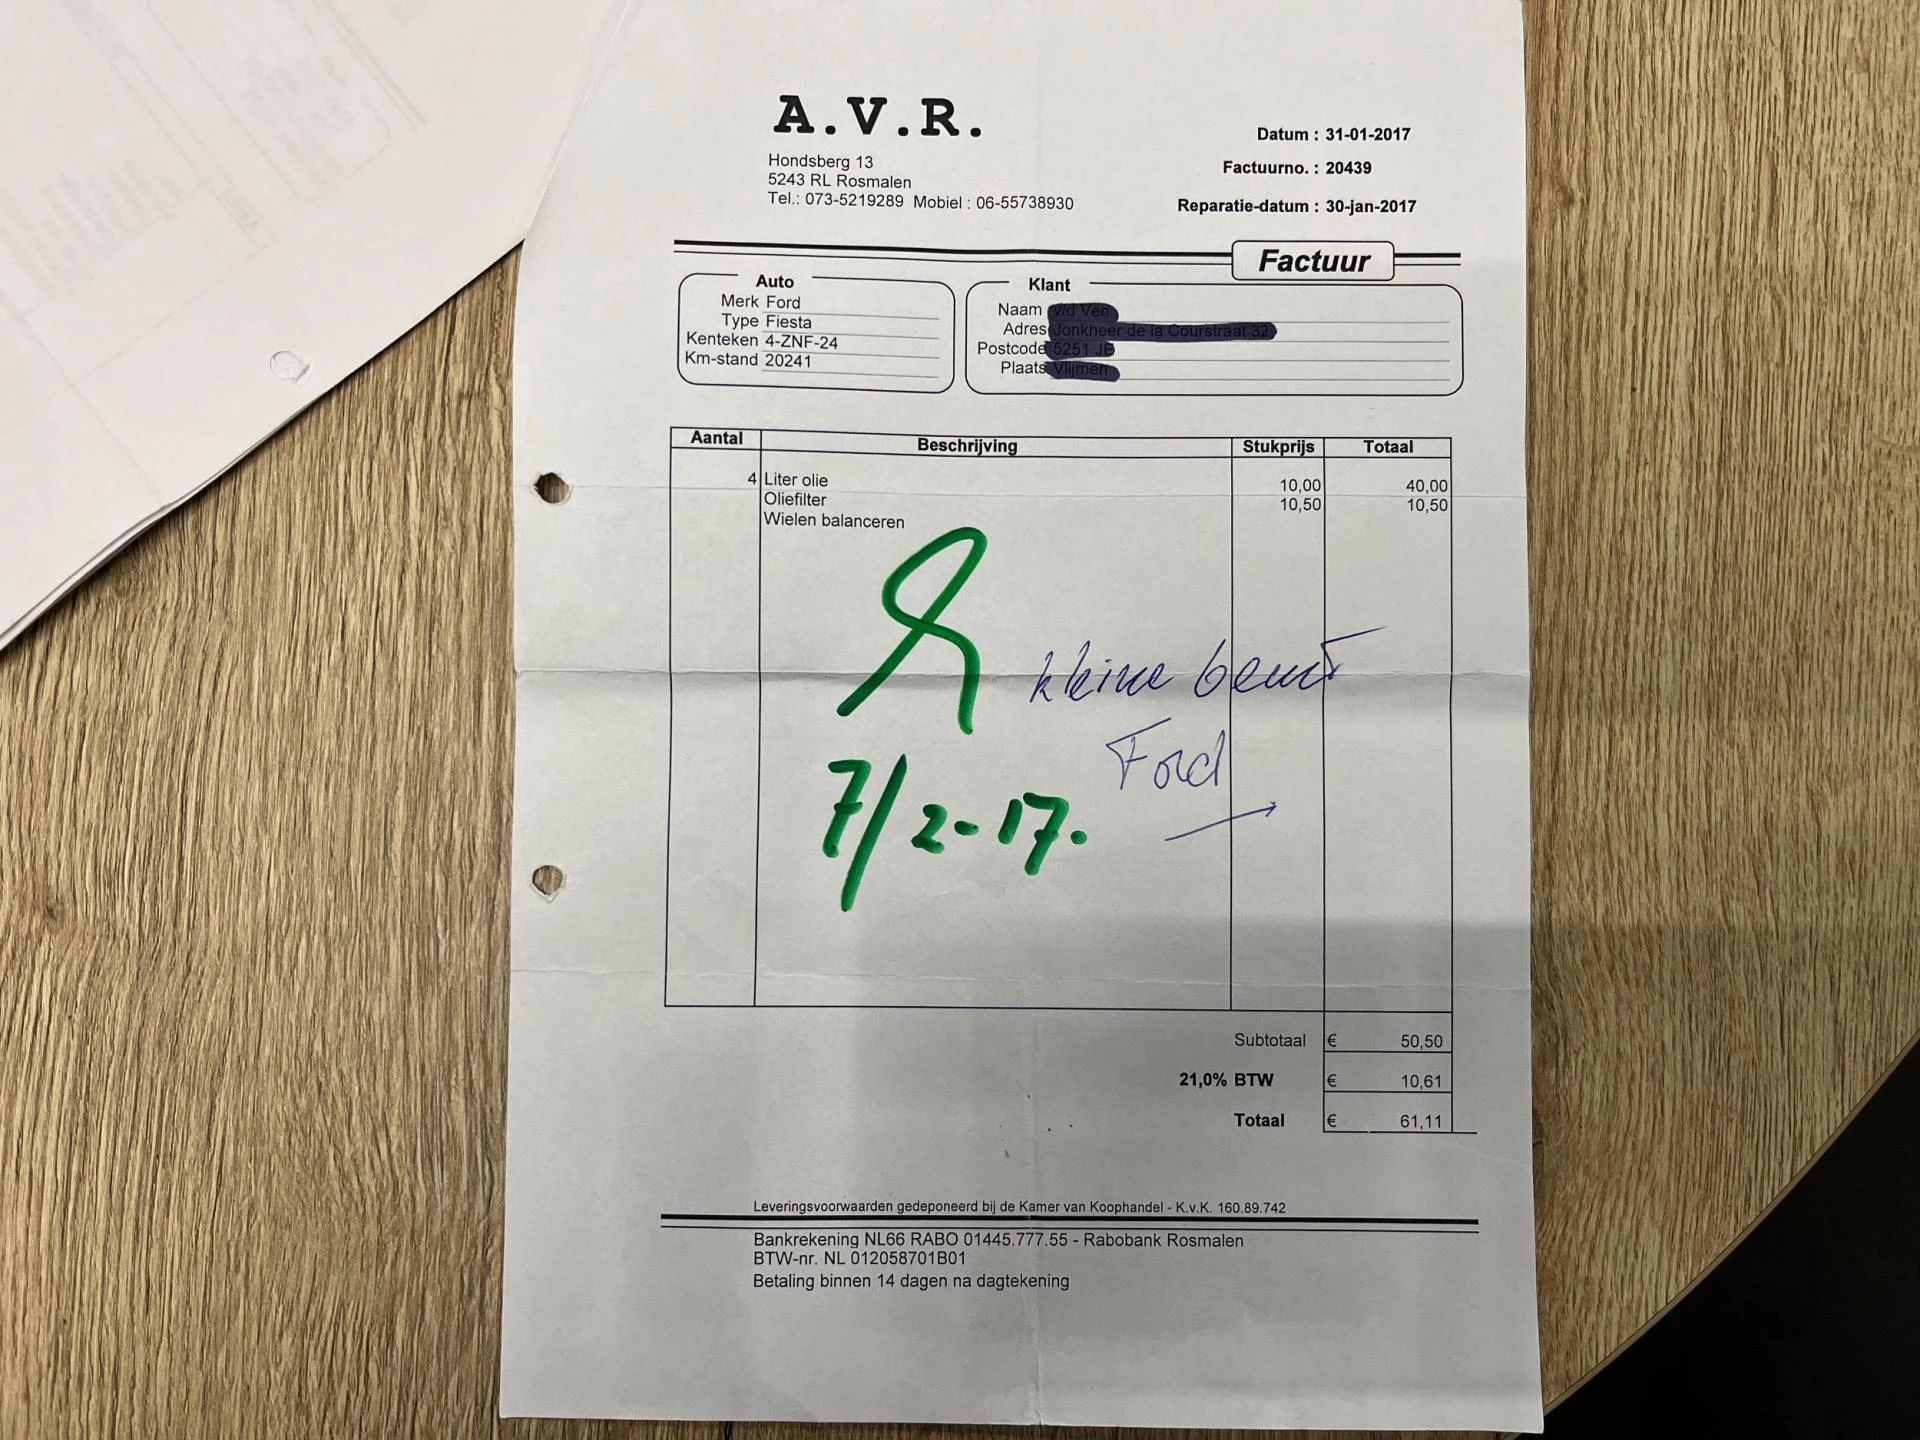 A.V.R.
Hondsberg 13
5243 RL Rosmalen
Tel.: 073-5219289 Mobiel : 06-55738930
Datum : 31-01-2017
Factuurno. : 20439
Reparatie-datum : 30-jan-2017
Factuur
Auto
Merk Ford
Type Fiesta
Kenteken 4-ZNF-24
Km-stand 20241
Klant
Naam
Adres
Postcode
Plaats
Aantal Beschrijving Stukprijs Totaal
4 Liter olie 10,00 40,00
Oliefilter 10,50 10,50
Wielen balanceren
kleine
Ford
7/2-17.
Subtotaal € 50,50
21,0% BTW € 10,61
Totaal € 61,11
Leveringsvoorwaarden gedeponeerd bij de Kamer van Koophandel - K.v.K. 160.89.742
Bankrekening NL66 RABO 01445.777.55 - Rabobank Rosmalen
BTW-nr. NL 012058701B01
Betaling binnen 14 dagen na dagtekening